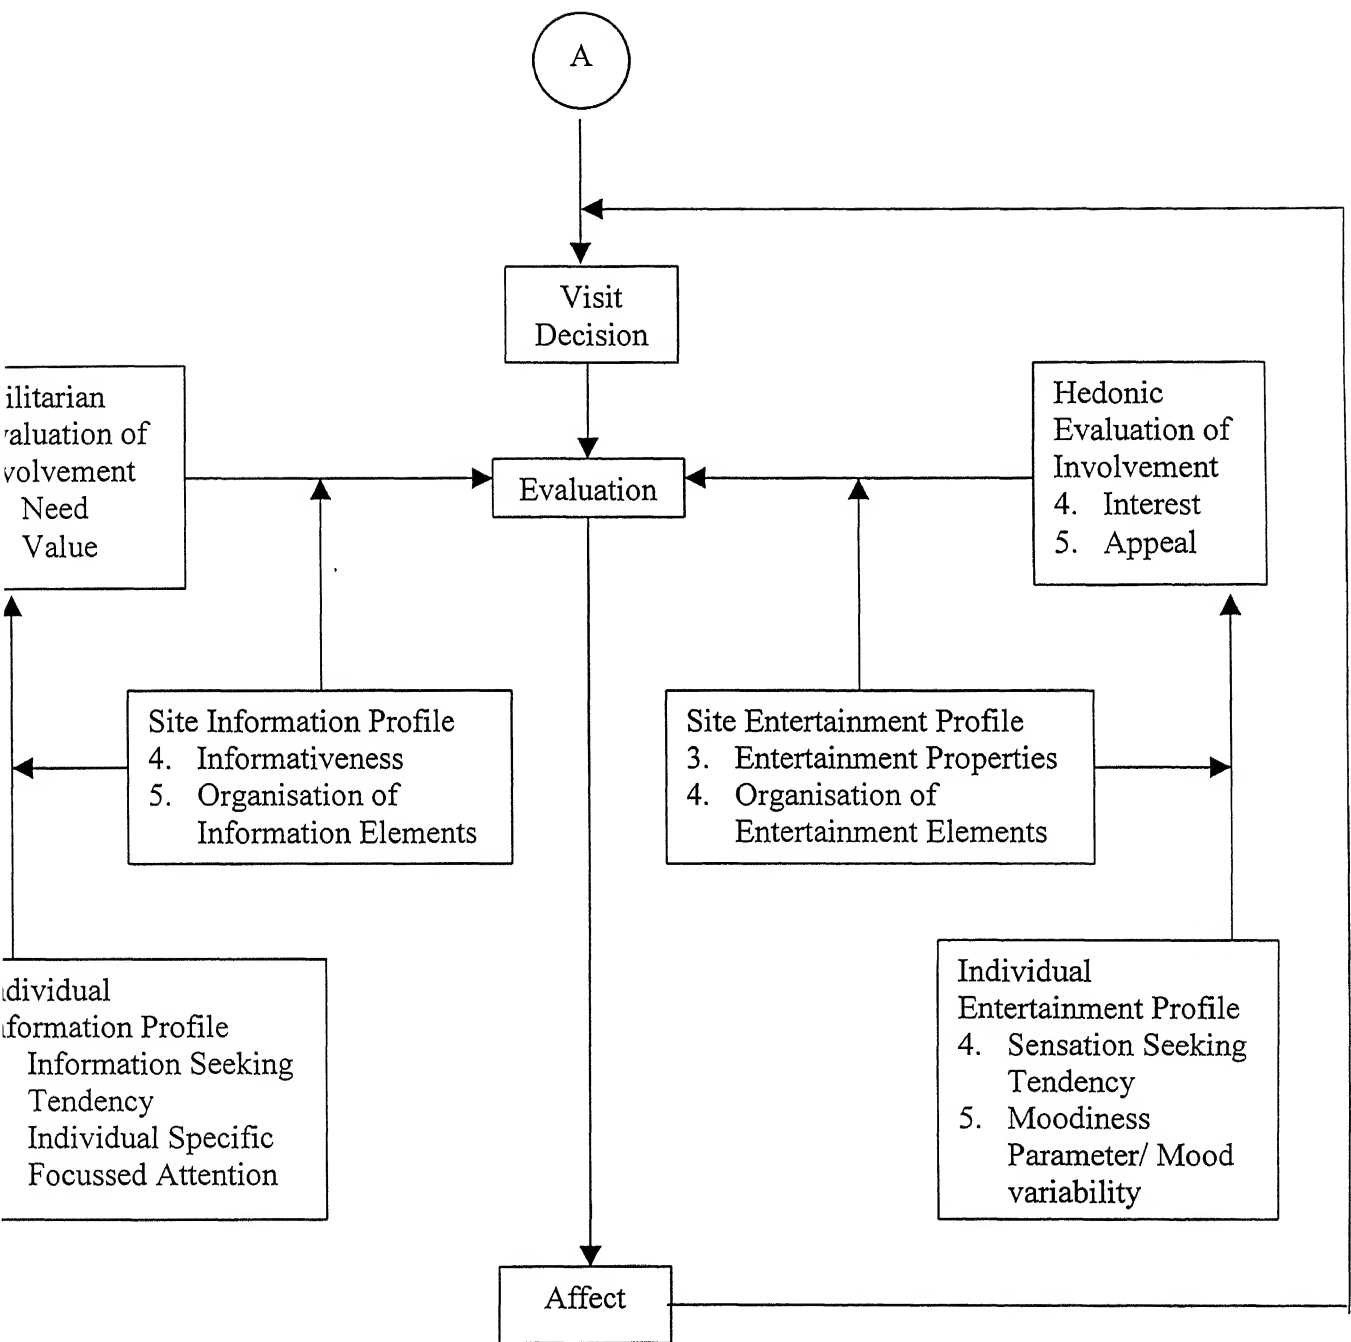 A
Visit
Decision
ilitarian
valuation of
volvement
Need
Value
Evaluation
Hedonic
Evaluation of
Involvement
4. Interest
5. Appeal
Site Information Profile
4. Informativeness
5. Organisation of
Information Elements
Site Entertainment Profile
3. Entertainment Properties
4. Organisation of
Entertainment Elements
dividual
formation Profile
Information Seeking
Tendency
Individual Specific
Focussed Attention
Individual
Entertainment Profile
4. Sensation Seeking
Tendency
5. Moodiness
Parameter/ Mood
variability
Affect